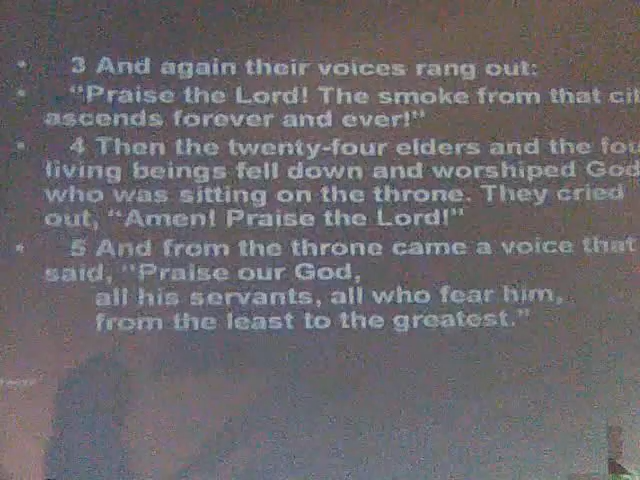 • 3 And again their voices rang out:
• "Praise the Lord! The smoke from that cit
ascends forever and ever!"
• 4 Then the twenty-four elders and the fou
living beings fell down and worshiped God
who was sitting on the throne. They cried
out, "Amen! Praise the Lord!"
• 5 And from the throne came a voice that
said, "Praise our God,
all his servants, all who fear him,
from the least to the greatest."